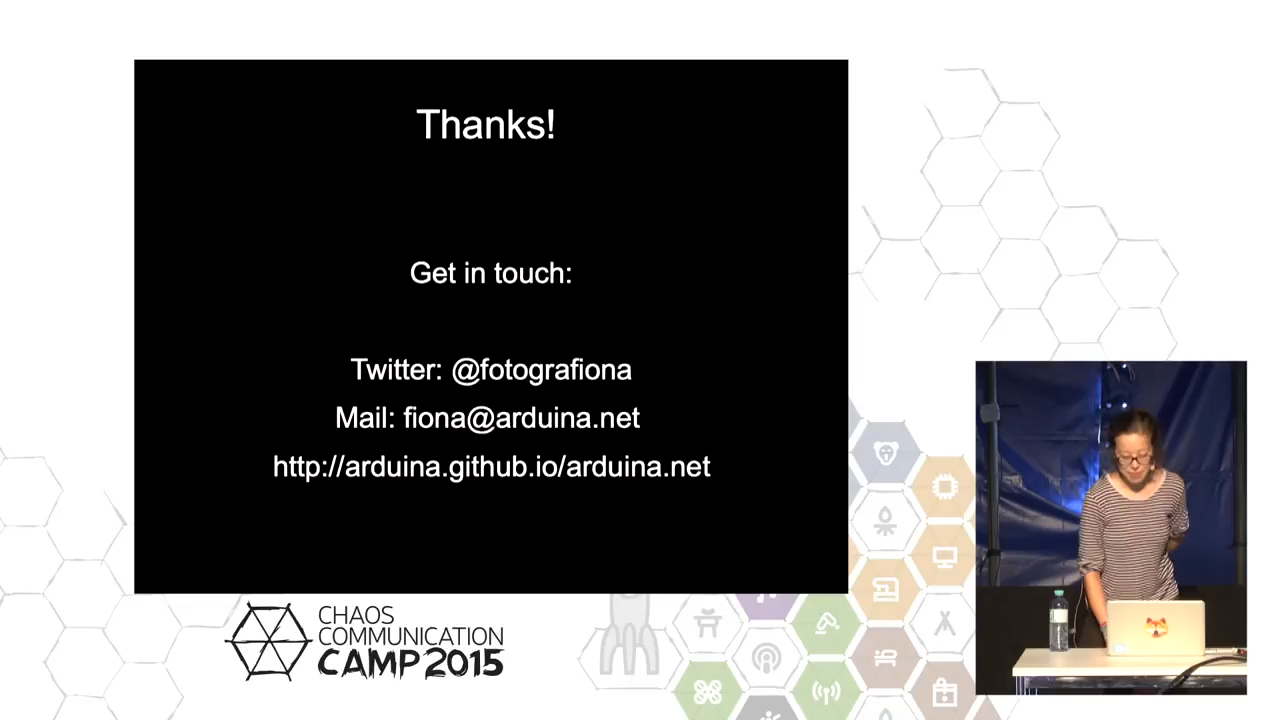 Thanks!
Get in touch:
Twitter: @fotografiona
Mail: fiona@arduina.net
http://arduina.github.io/arduina.net
CHAOS
COMMUNICATION
CAMP 2015